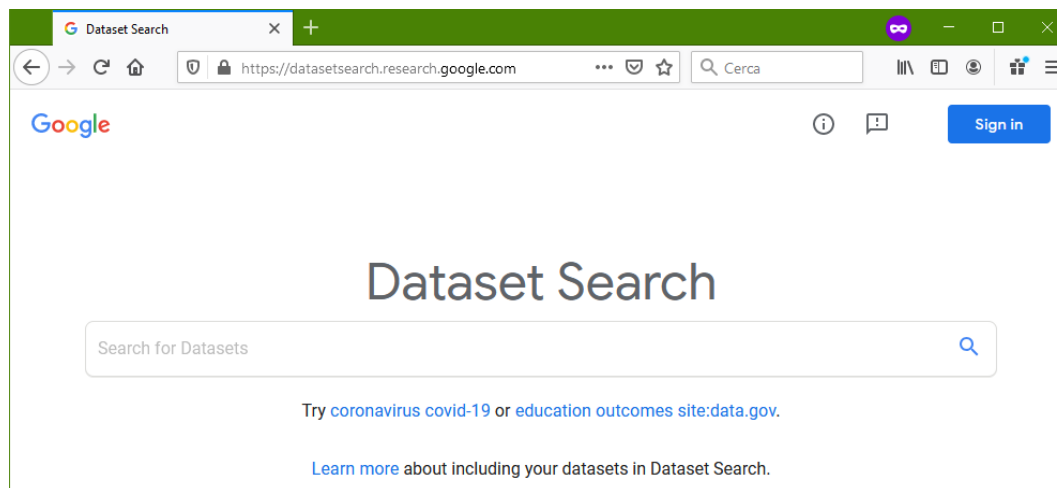 Dataset Search
https://datasetsearch.research.google.com
Cerca
Google
Sign in
Dataset Search
Search for Datasets
Try coronavirus covid-19 or education outcomes site:data.gov.
Learn more about including your datasets in Dataset Search.